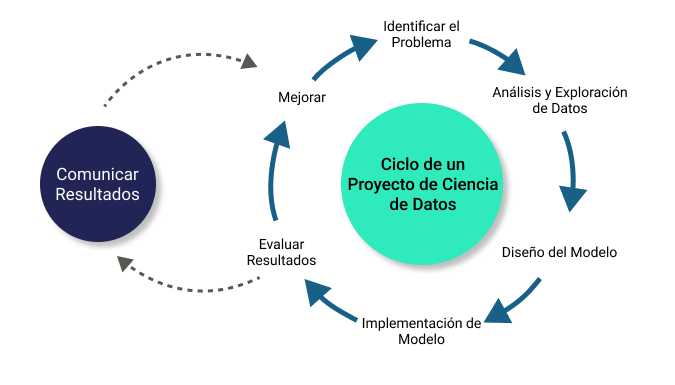 Identificar el
Problema
Análisis y Exploración
de Datos
Diseño del Modelo
Implementación de
Modelo
Evaluar
Resultados
Mejorar
Ciclo de un
Proyecto de Ciencia
de Datos
Comunicar
Resultados